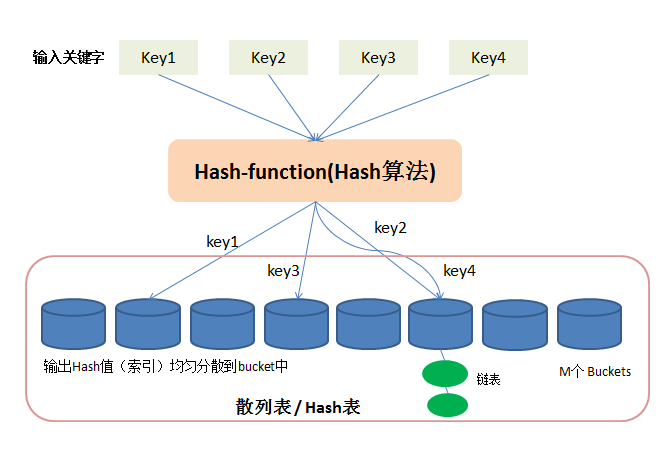 输入关键字 Key1 Key2 Key3 Key4
Hash-function(Hash算法)
key1
key2
key3
key4
输出Hash值（索引）均匀分散到bucket中
链表
M个 Buckets
散列表 / Hash表